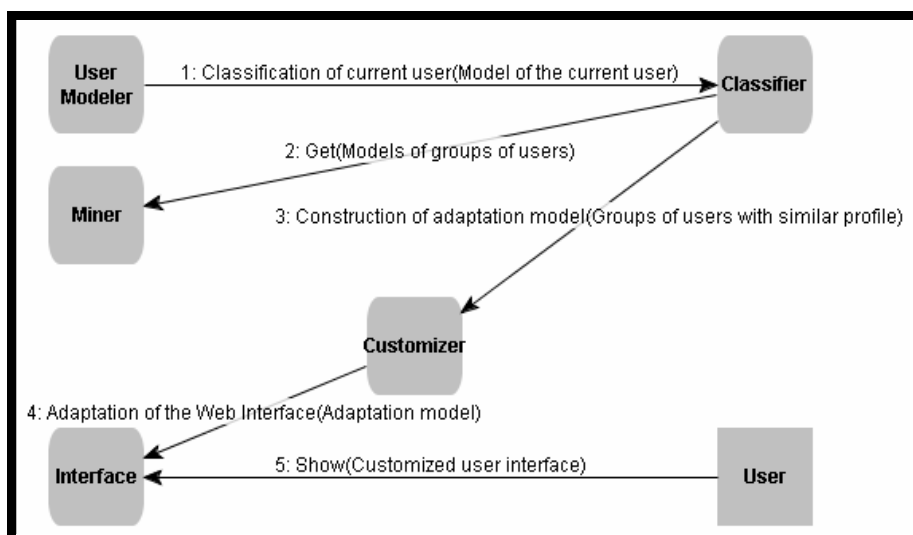 User
Modeler
1: Classification of current user(Model of the current user)
Classifier
2: Get(Models of groups of users)
Miner
3: Construction of adaptation model(Groups of users with similar profile)
Customizer
4: Adaptation of the Web Interface(Adaptation model)
Interface
5: Show(Customized user interface)
User